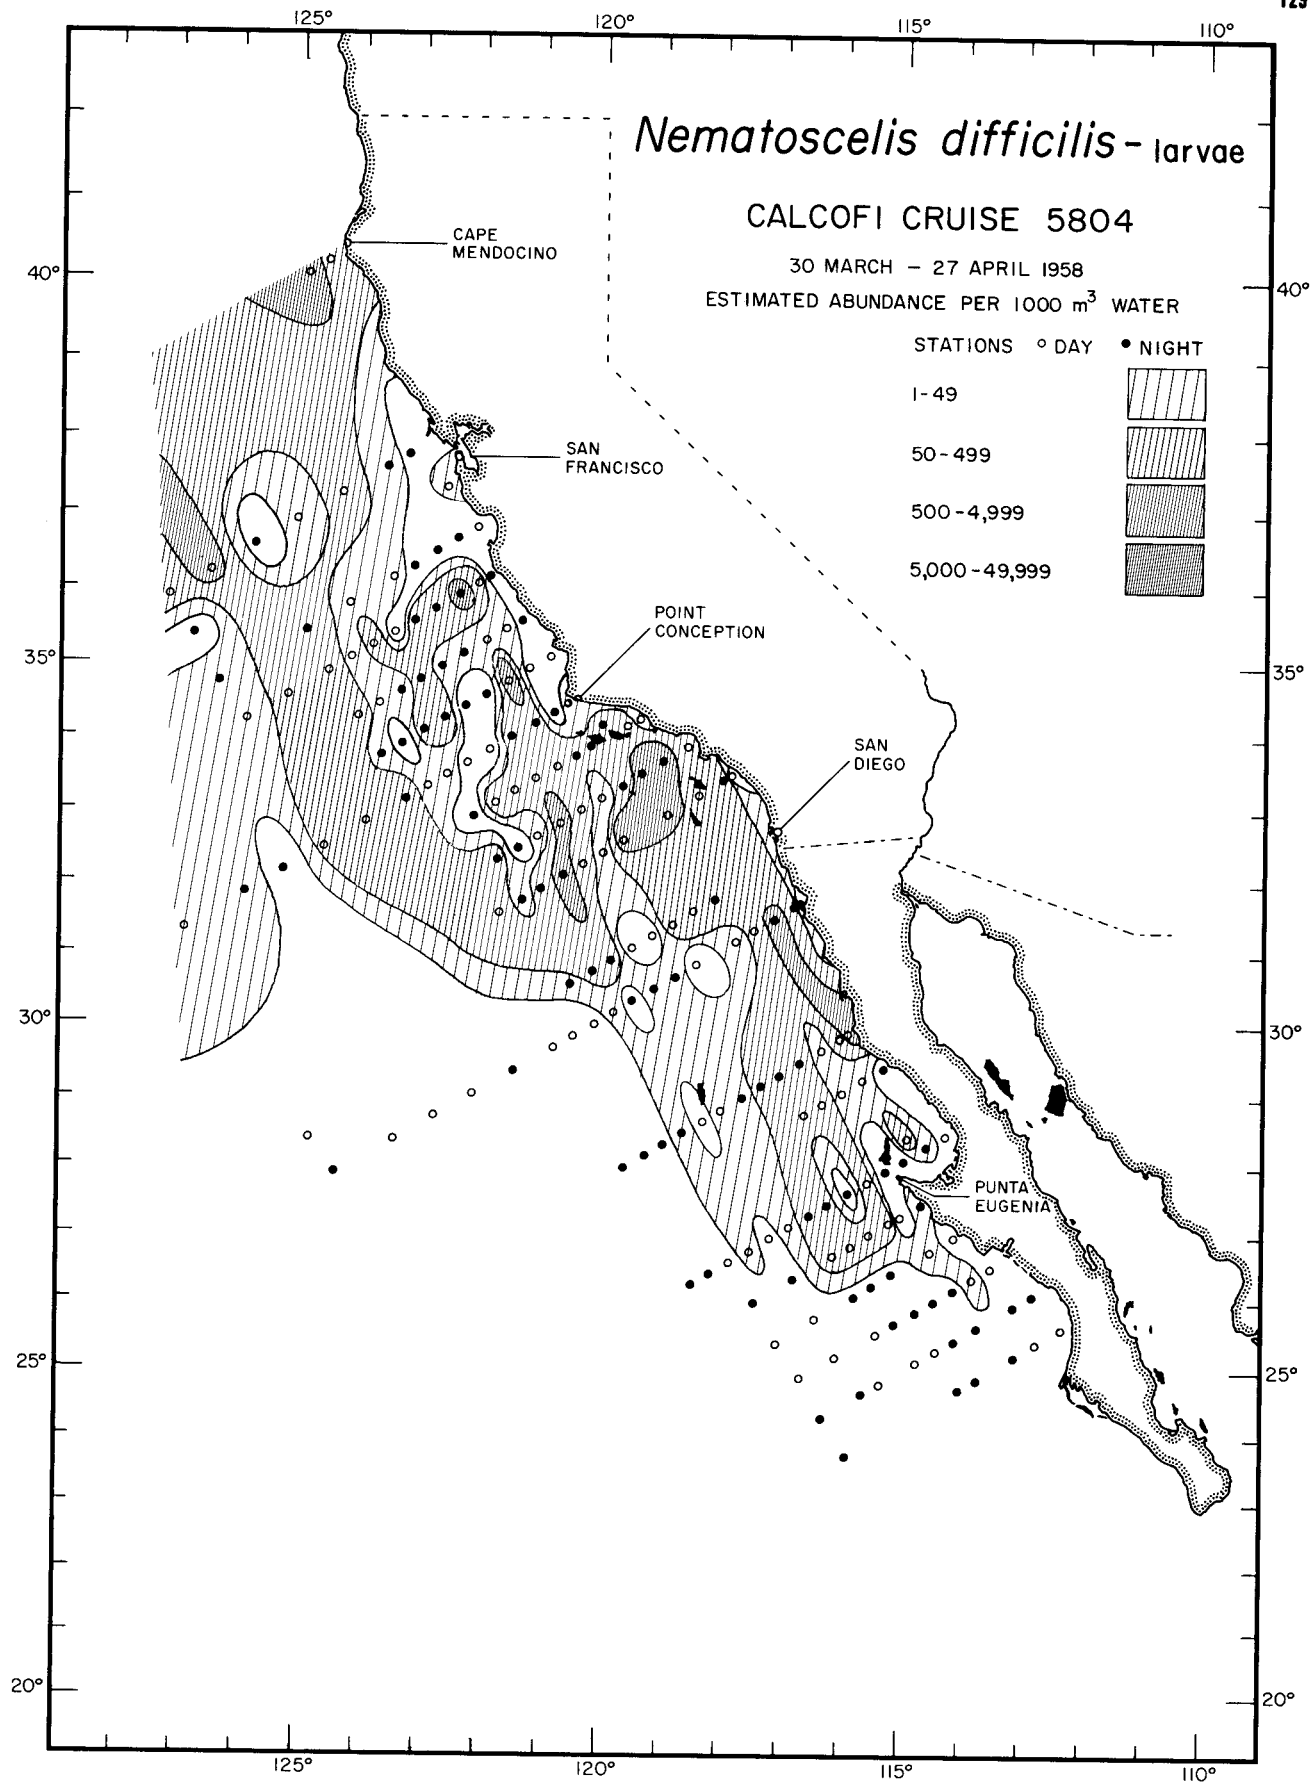 125° 120° 115° 110°
Nematoscelis difficilis - larvae
CALCOFI CRUISE 5804
30 MARCH – 27 APRIL 1958
ESTIMATED ABUNDANCE PER 1000 m³ WATER
STATIONS ○ DAY ● NIGHT
1-49
50-499
500-4,999
5,000-49,999
CAPE
MENDOCINO
40° 40°
SAN
FRANCISCO
POINT
CONCEPTION
35° 35°
SAN
DIEGO
30° 30°
PUNTA
EUGENIA
25° 25°
20° 20°
125° 120° 115° 110°